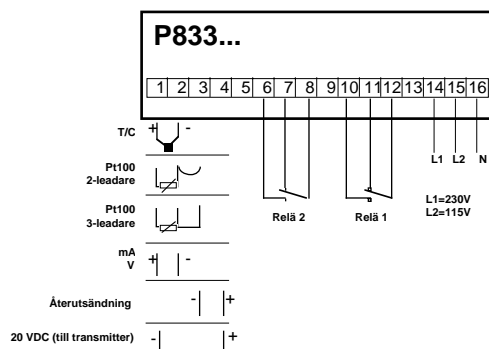 P833...
1 2 3 4 5 6 7 8 9 10 11 12 13 14 15 16
T/C + -
L1 L2 N
Pt100
2-leadare
Pt100
3-leadare
Relä 2 Relä 1
L1=230V
L2=115V
mA
V + -
Återutsändning - +
20 VDC (till transmitter) - +